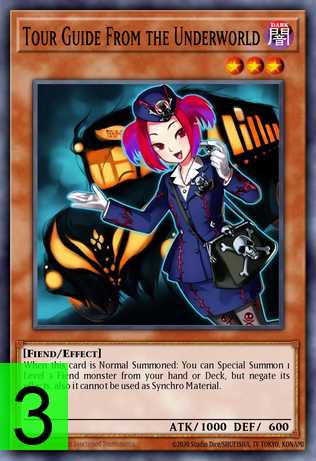 Tour Guide From the Underworld
DARK
闇
[Fiend/Effect]
When this card is Normal Summoned: You can Special Summon 1
Level 3 Fiend monster from your hand or Deck, but negate its
effects, also it cannot be used as Synchro Material.
ATK/1000 DEF/ 600
3
©2020 Studio Dice/SHUEISHA, TV TOKYO, KONAMI